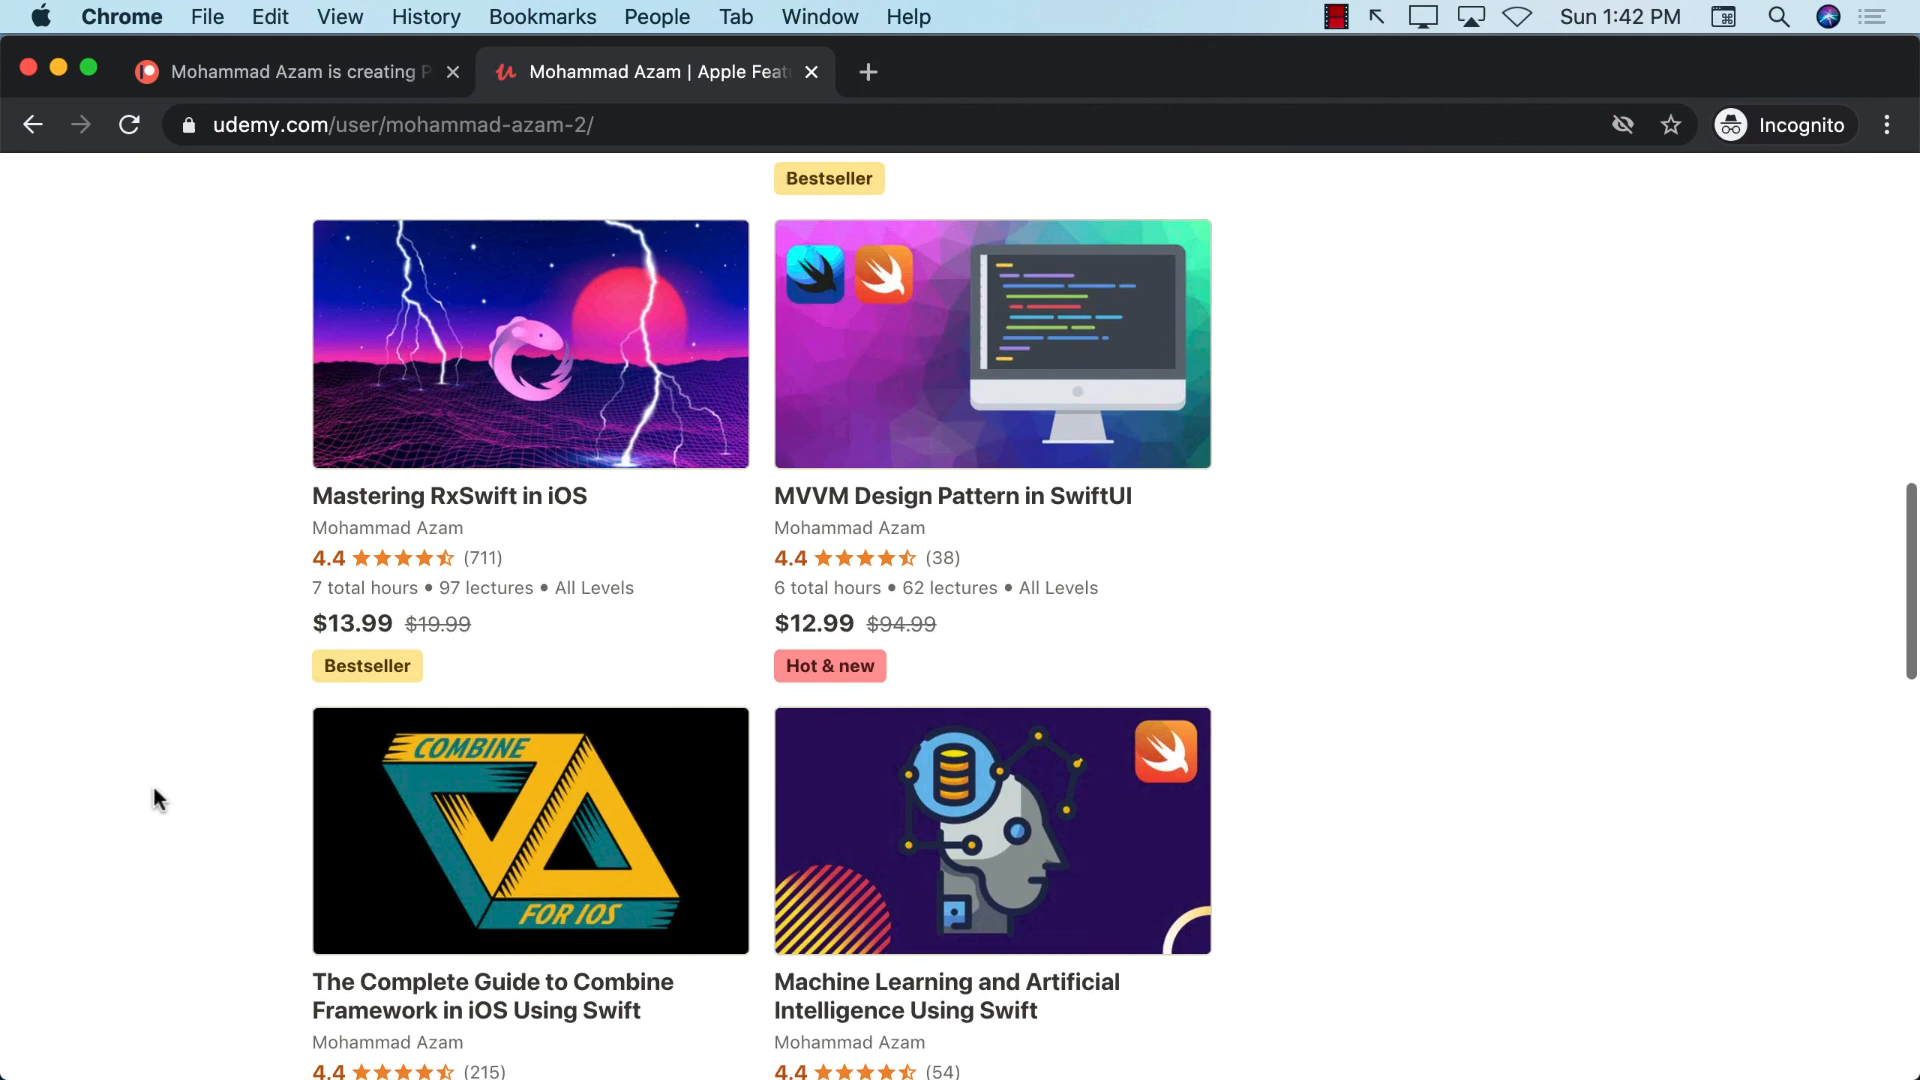 Chrome File Edit View History Bookmarks People Tab Window Help Sun 1:42 PM
Mohammad Azam is creating P Mohammad Azam | Apple Feat
udemy.com/user/mohammad-azam-2/ Incognito
Bestseller
Mastering RxSwift in iOS
Mohammad Azam
4.4 (711)
7 total hours • 97 lectures • All Levels
$13.99 $19.99
Bestseller
MVVM Design Pattern in SwiftUI
Mohammad Azam
4.4 (38)
6 total hours • 62 lectures • All Levels
$12.99 $94.99
Hot & new
COMBINE
FOR IOS
The Complete Guide to Combine
Framework in iOS Using Swift
Mohammad Azam
4.4 (215)
Machine Learning and Artificial
Intelligence Using Swift
Mohammad Azam
4.4 (54)